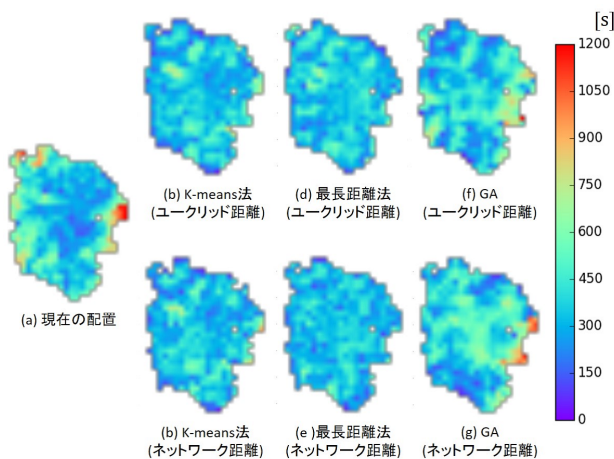 [s]
1200
1050
900
750
600
450
300
150
0
(a) 現在の配置
(b) K-means法
(ユークリッド距離)
(d) 最長距離法
(ユークリッド距離)
(f) GA
(ユークリッド距離)
(b) K-means法
(ネットワーク距離)
(e )最長距離法
(ネットワーク距離)
(g) GA
(ネットワーク距離)